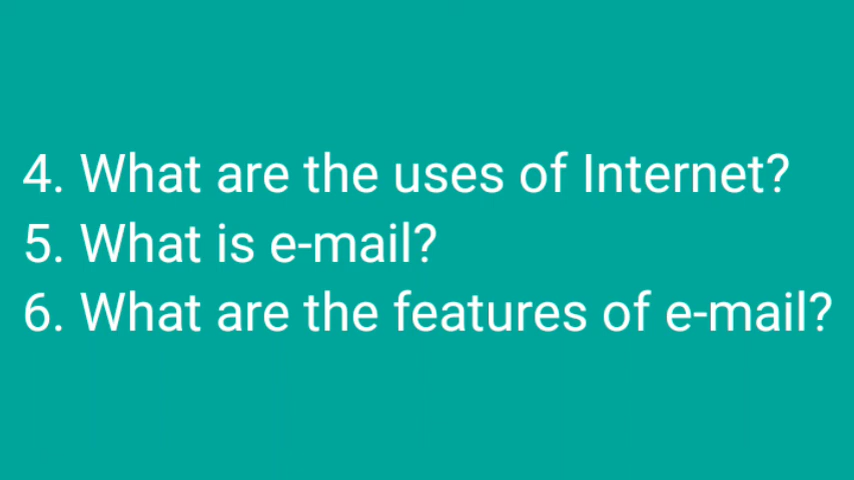 4. What are the uses of Internet?
5. What is e-mail?
6. What are the features of e-mail?